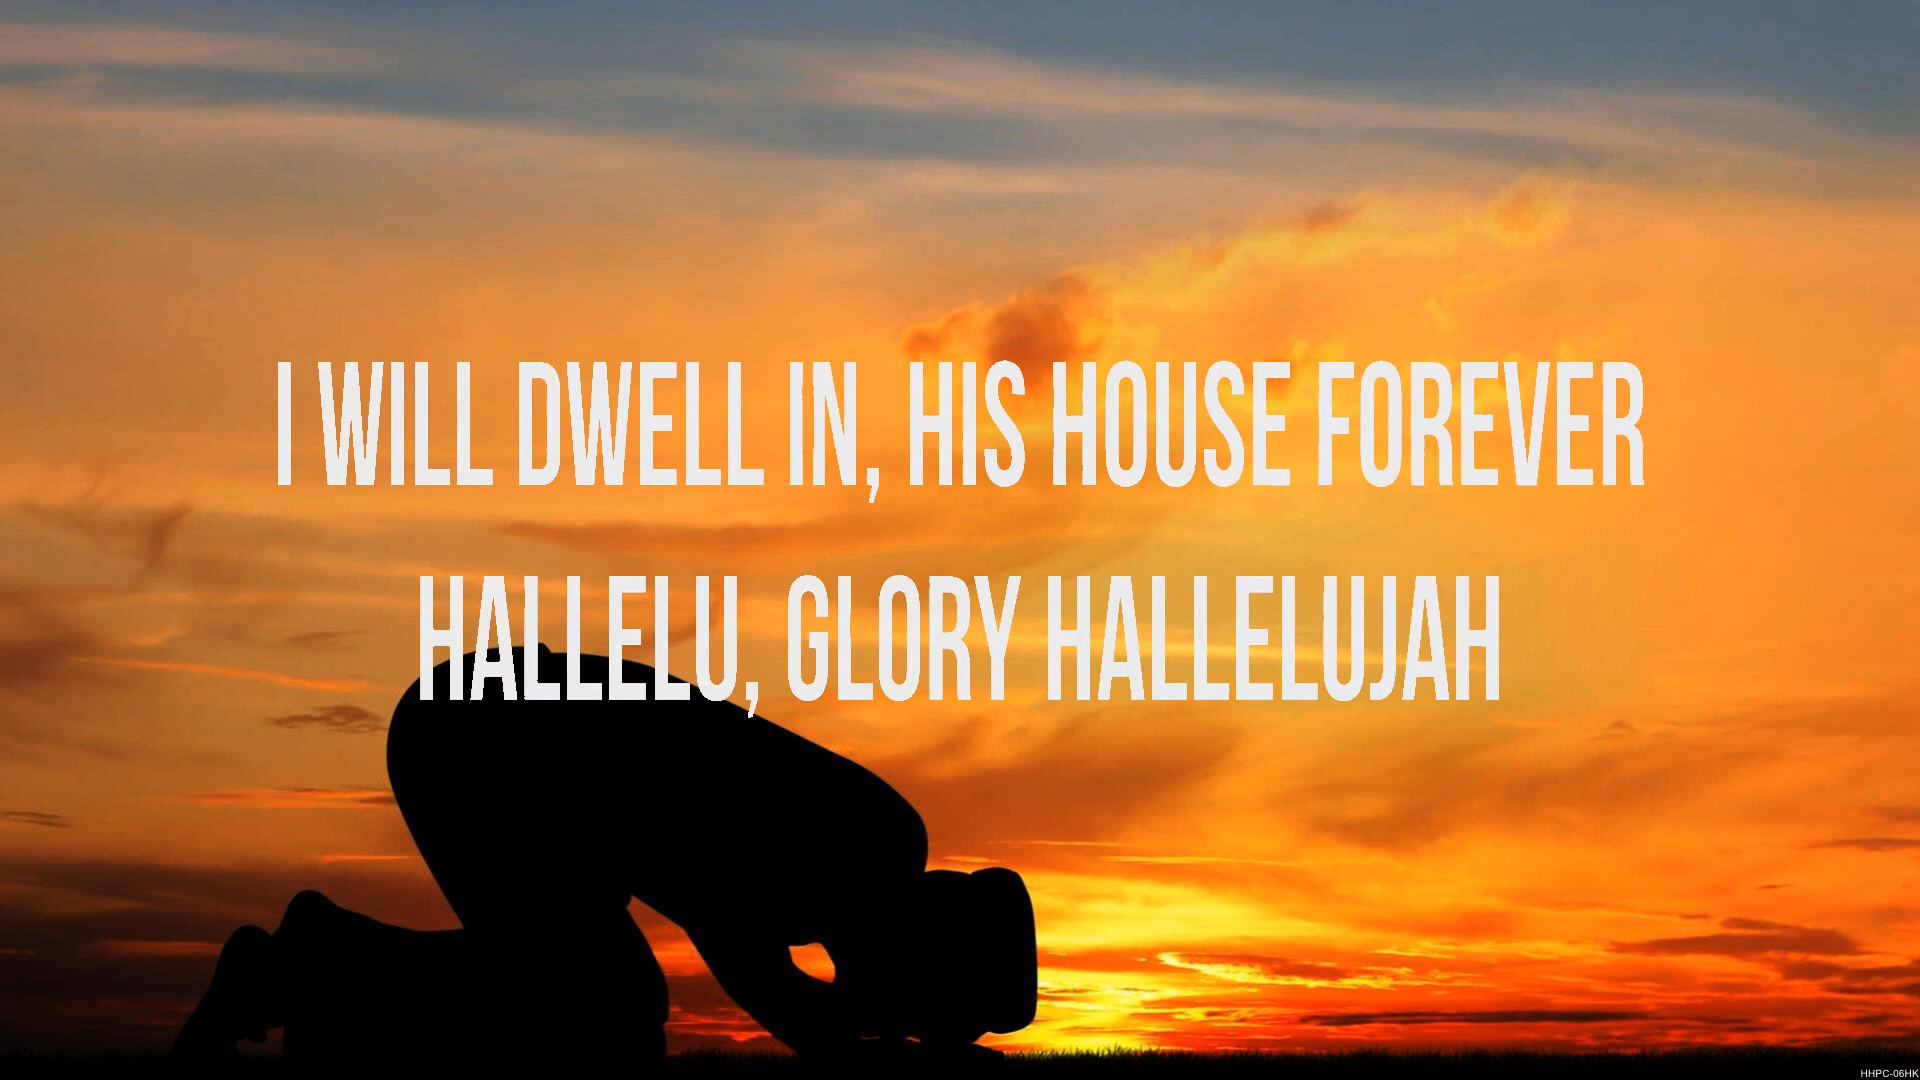 I WILL DWELL IN, HIS HOUSE FOREVER
HALLELU, GLORY HALLELUJAH
HHPC-06HK